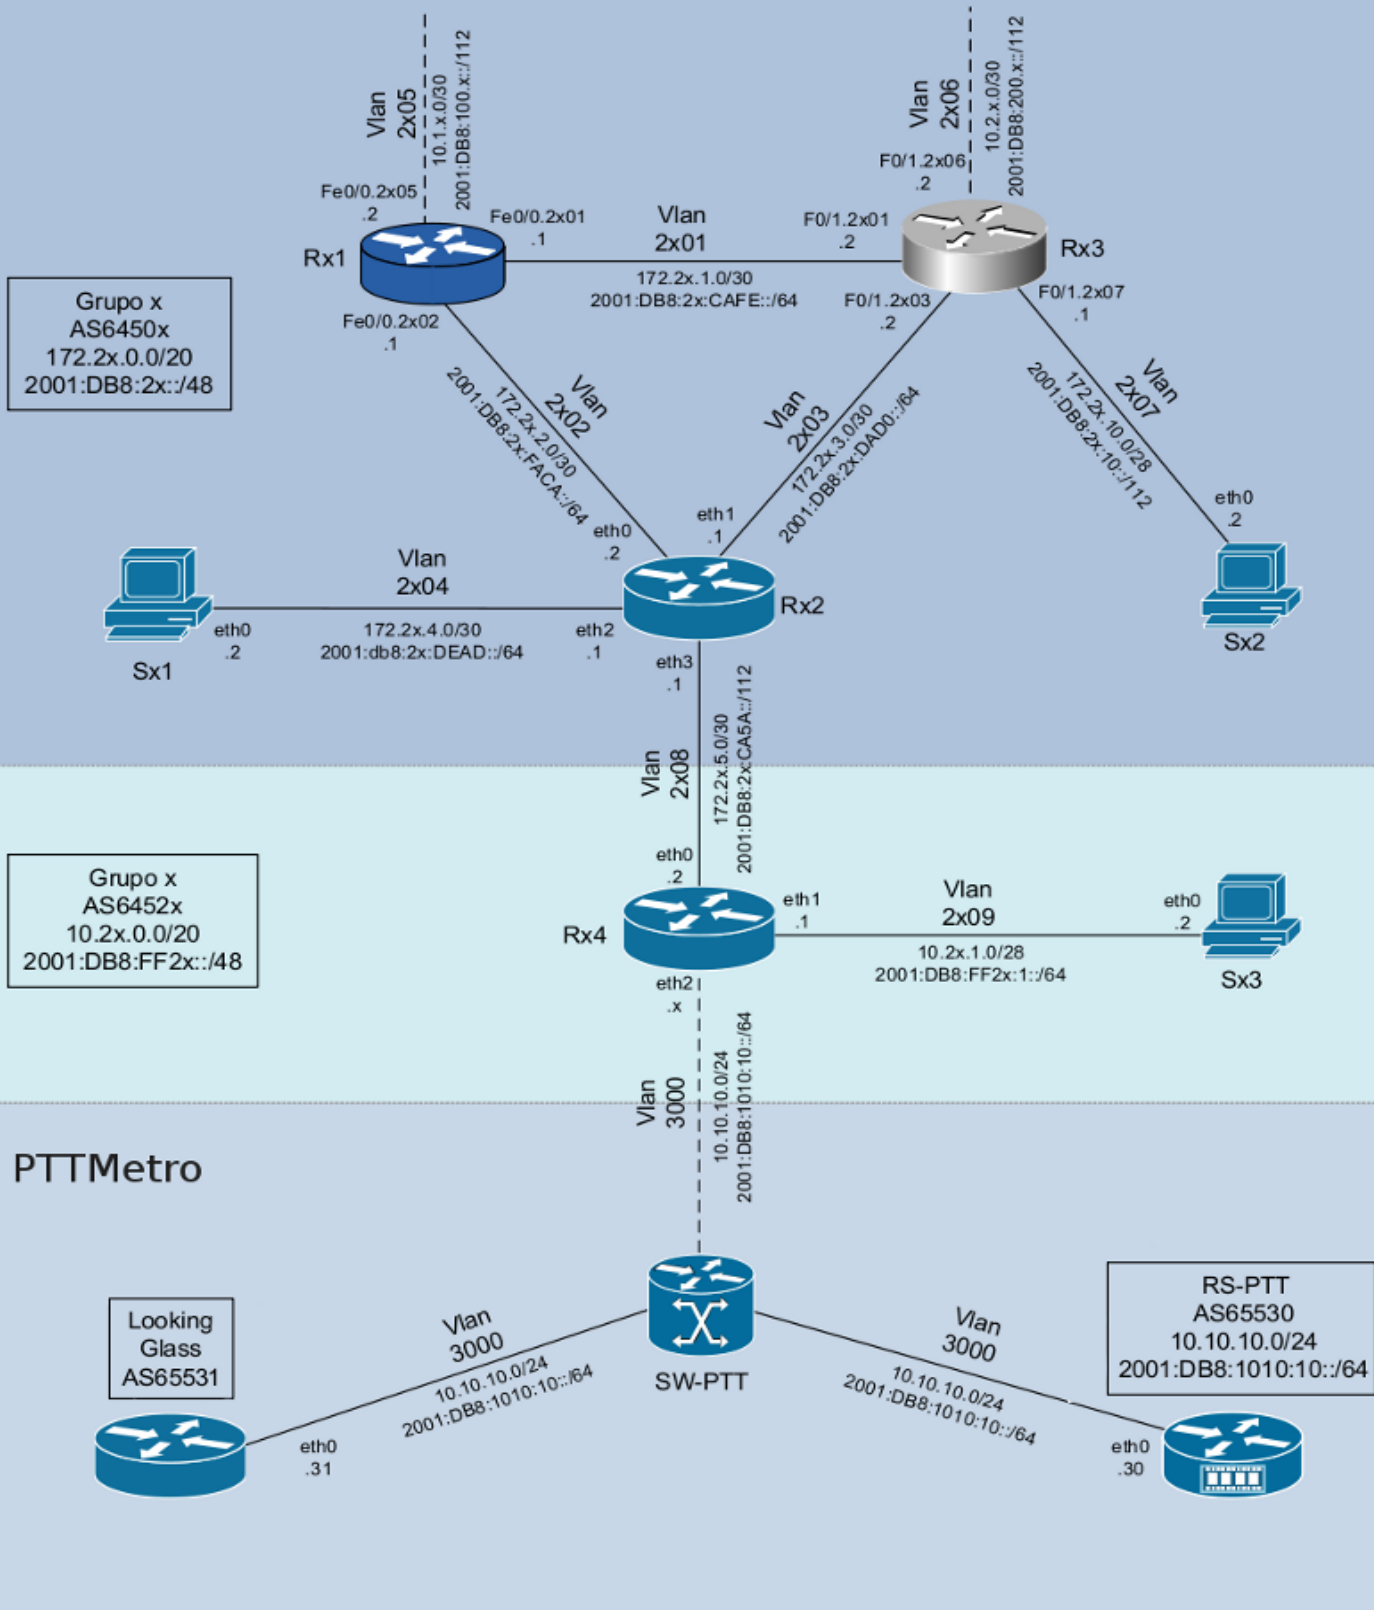 Vlan
2x05
10.1.x.0/30
2001:DB8:100.x::/112
Vlan
2x06
10.2.x.0/30
2001:DB8:200.x::/112
Fe0/0.2x05
.2
F0/1.2x06
.2
Rx1
Fe0/0.2x01
.1
Vlan
2x01
172.2x.1.0/30
2001:DB8:2x:CAFE::/64
F0/1.2x01
.2
Rx3
Fe0/0.2x02
.1
F0/1.2x03
.2
F0/1.2x07
.1
Grupo x
AS6450x
172.2x.0.0/20
2001:DB8:2x::/48
Vlan
2x02
172.2x.2.0/30
2001:DB8:2x:FACA::/64
Vlan
2x03
172.2x.3.0/30
2001:DB8:2x:DAD0::/64
Vlan
2x07
172.2x.10.0/28
2001:DB8:2x:10::/112
eth0
.2
eth1
.1
eth0
.2
Vlan
2x04
172.2x.4.0/30
2001:db8:2x:DEAD::/64
eth0
.2
eth2
.1
Sx1
Rx2
Sx2
eth3
.1
Vlan
2x08
172.2x.5.0/30
2001:DB8:2x:CA5A::/112
eth0
.2
Grupo x
AS6452x
10.2x.0.0/20
2001:DB8:FF2x::/48
Rx4
eth1
.1
Vlan
2x09
10.2x.1.0/28
2001:DB8:FF2x:1::/64
eth0
.2
Sx3
eth2
.x
Vlan
3000
10.10.10.0/24
2001:DB8:1010:10::/64
PTTMetro
Looking
Glass
AS65531
Vlan
3000
10.10.10.0/24
2001:DB8:1010:10::/64
eth0
.31
SW-PTT
Vlan
3000
10.10.10.0/24
2001:DB8:1010:10::/64
eth0
.30
RS-PTT
AS65530
10.10.10.0/24
2001:DB8:1010:10::/64